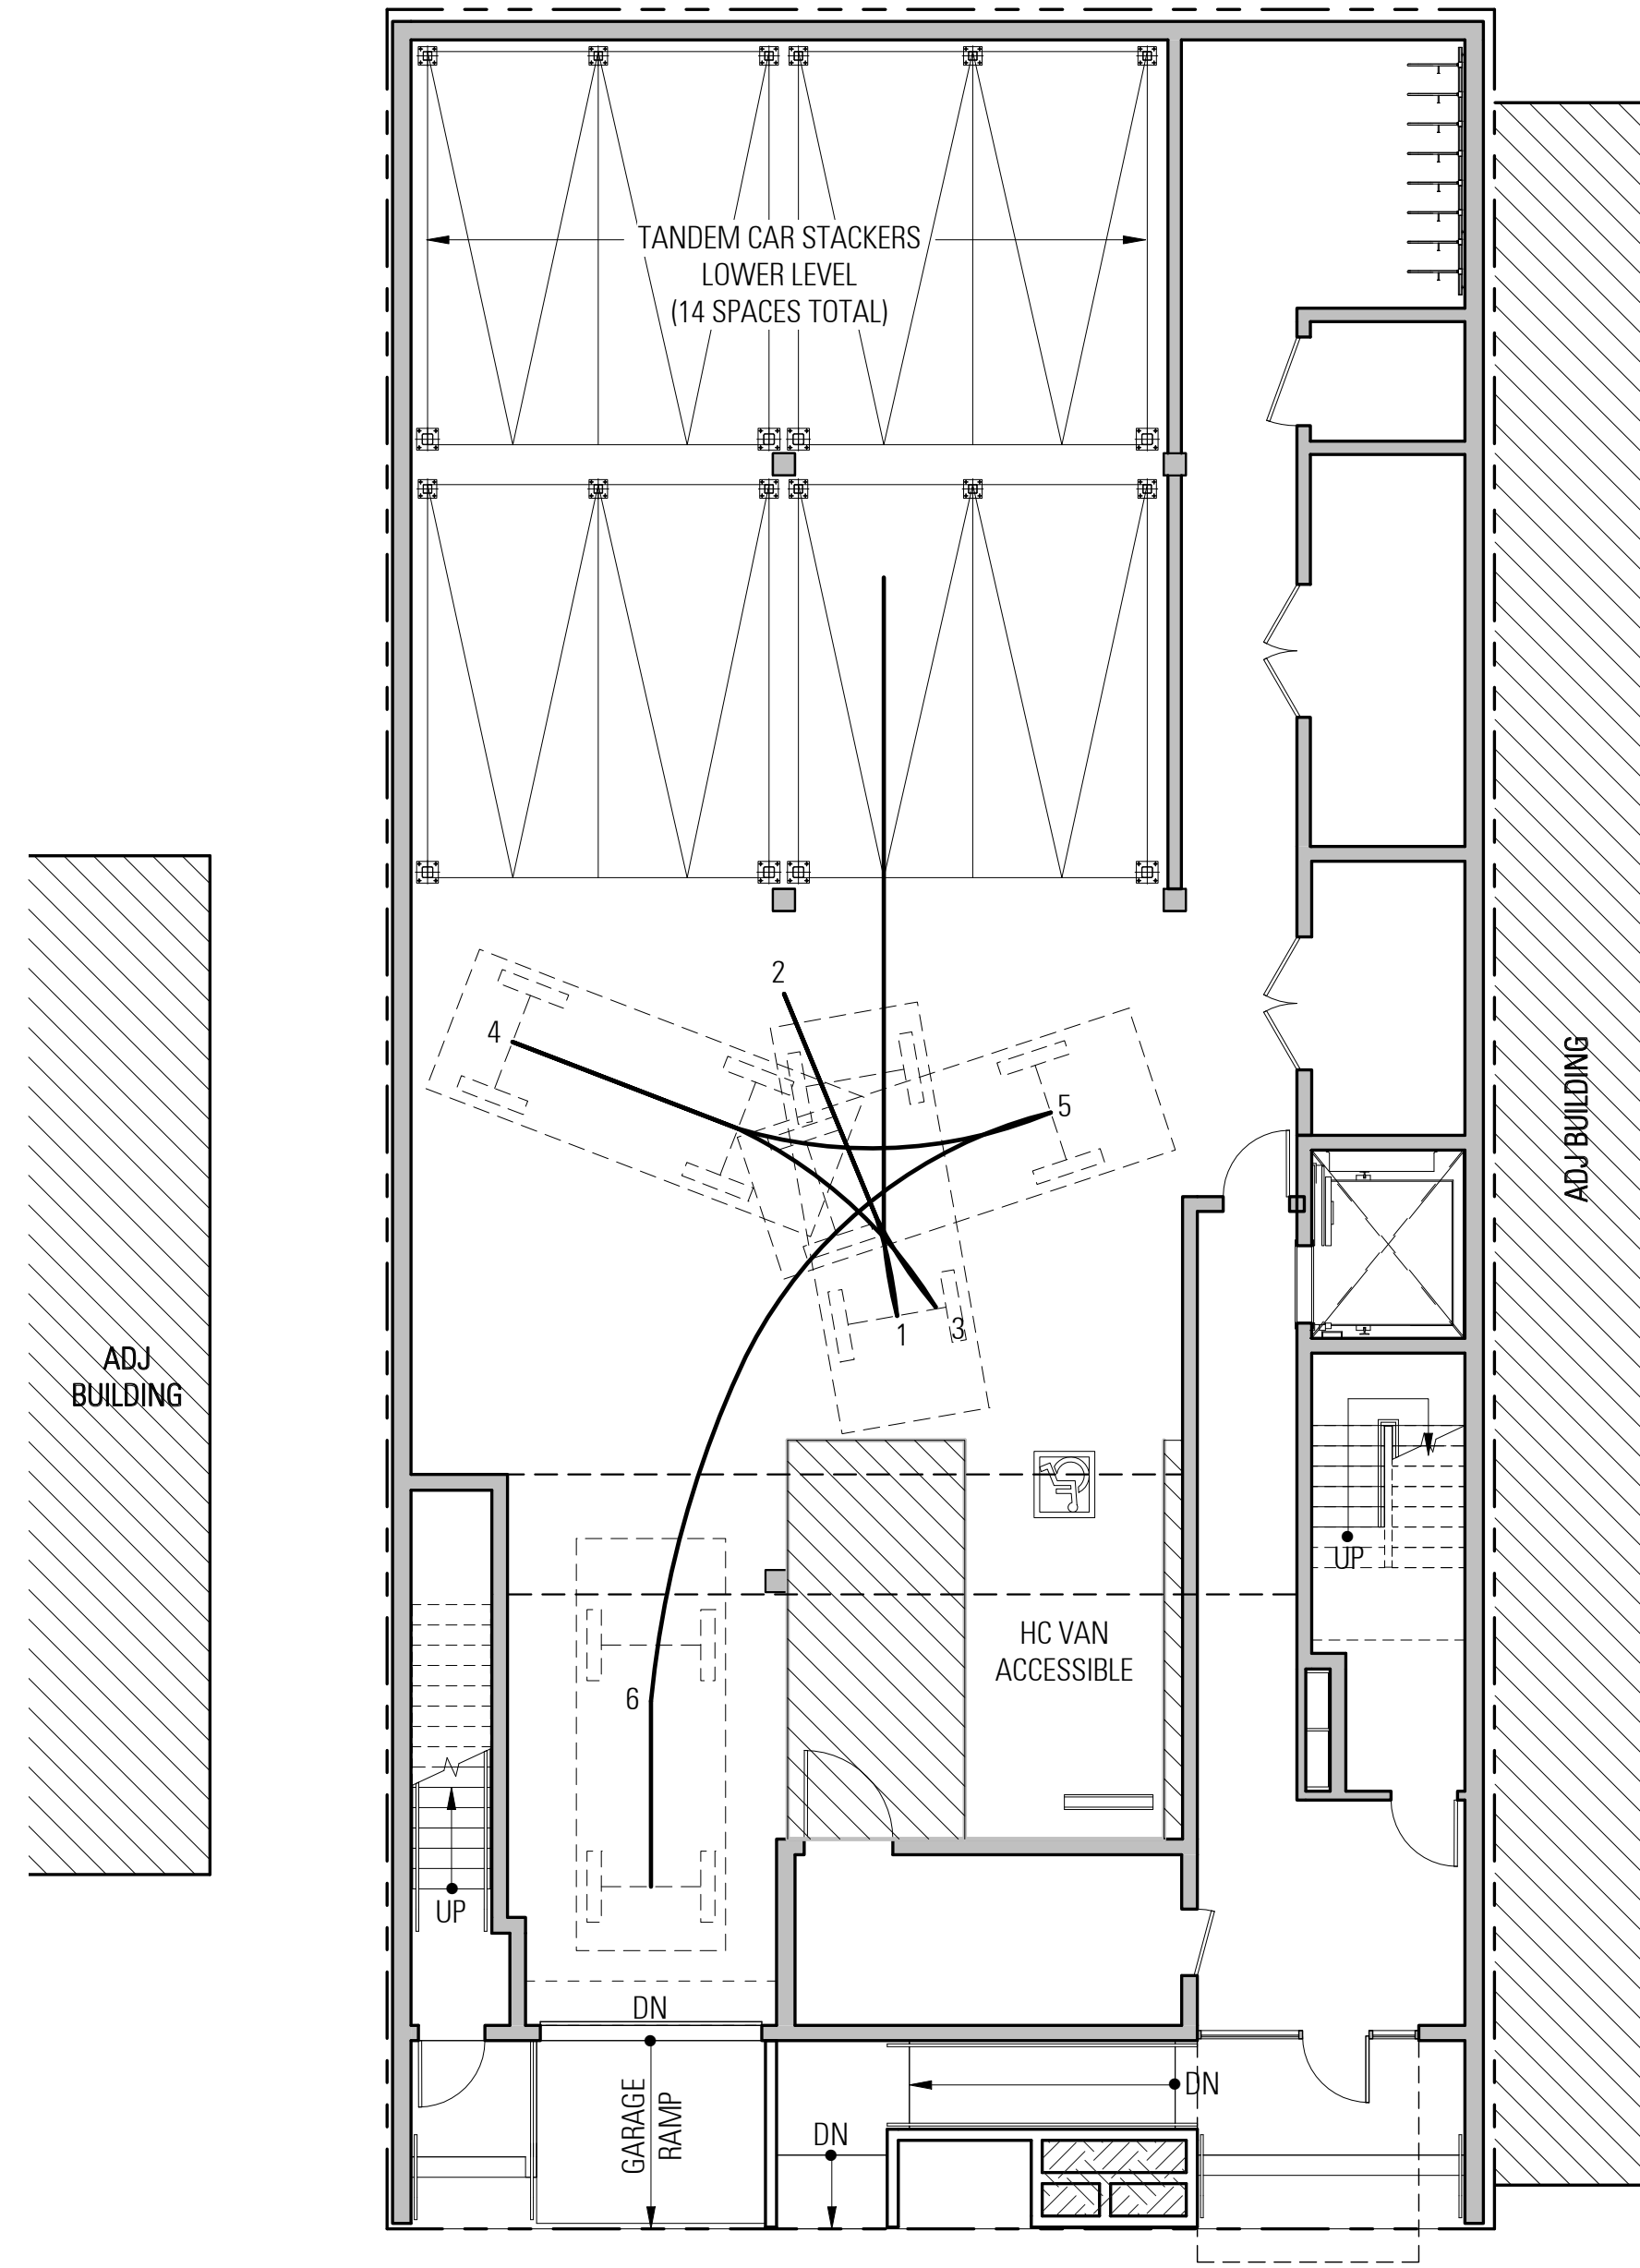 TANDEM CAR STACKERS
LOWER LEVEL
(14 SPACES TOTAL)
2
4
5
1
3
ADJ BUILDING
ADJ
BUILDING
UP
HC VAN
ACCESSIBLE
6
UP
DN
GARAGE
RAMP
DN
DN